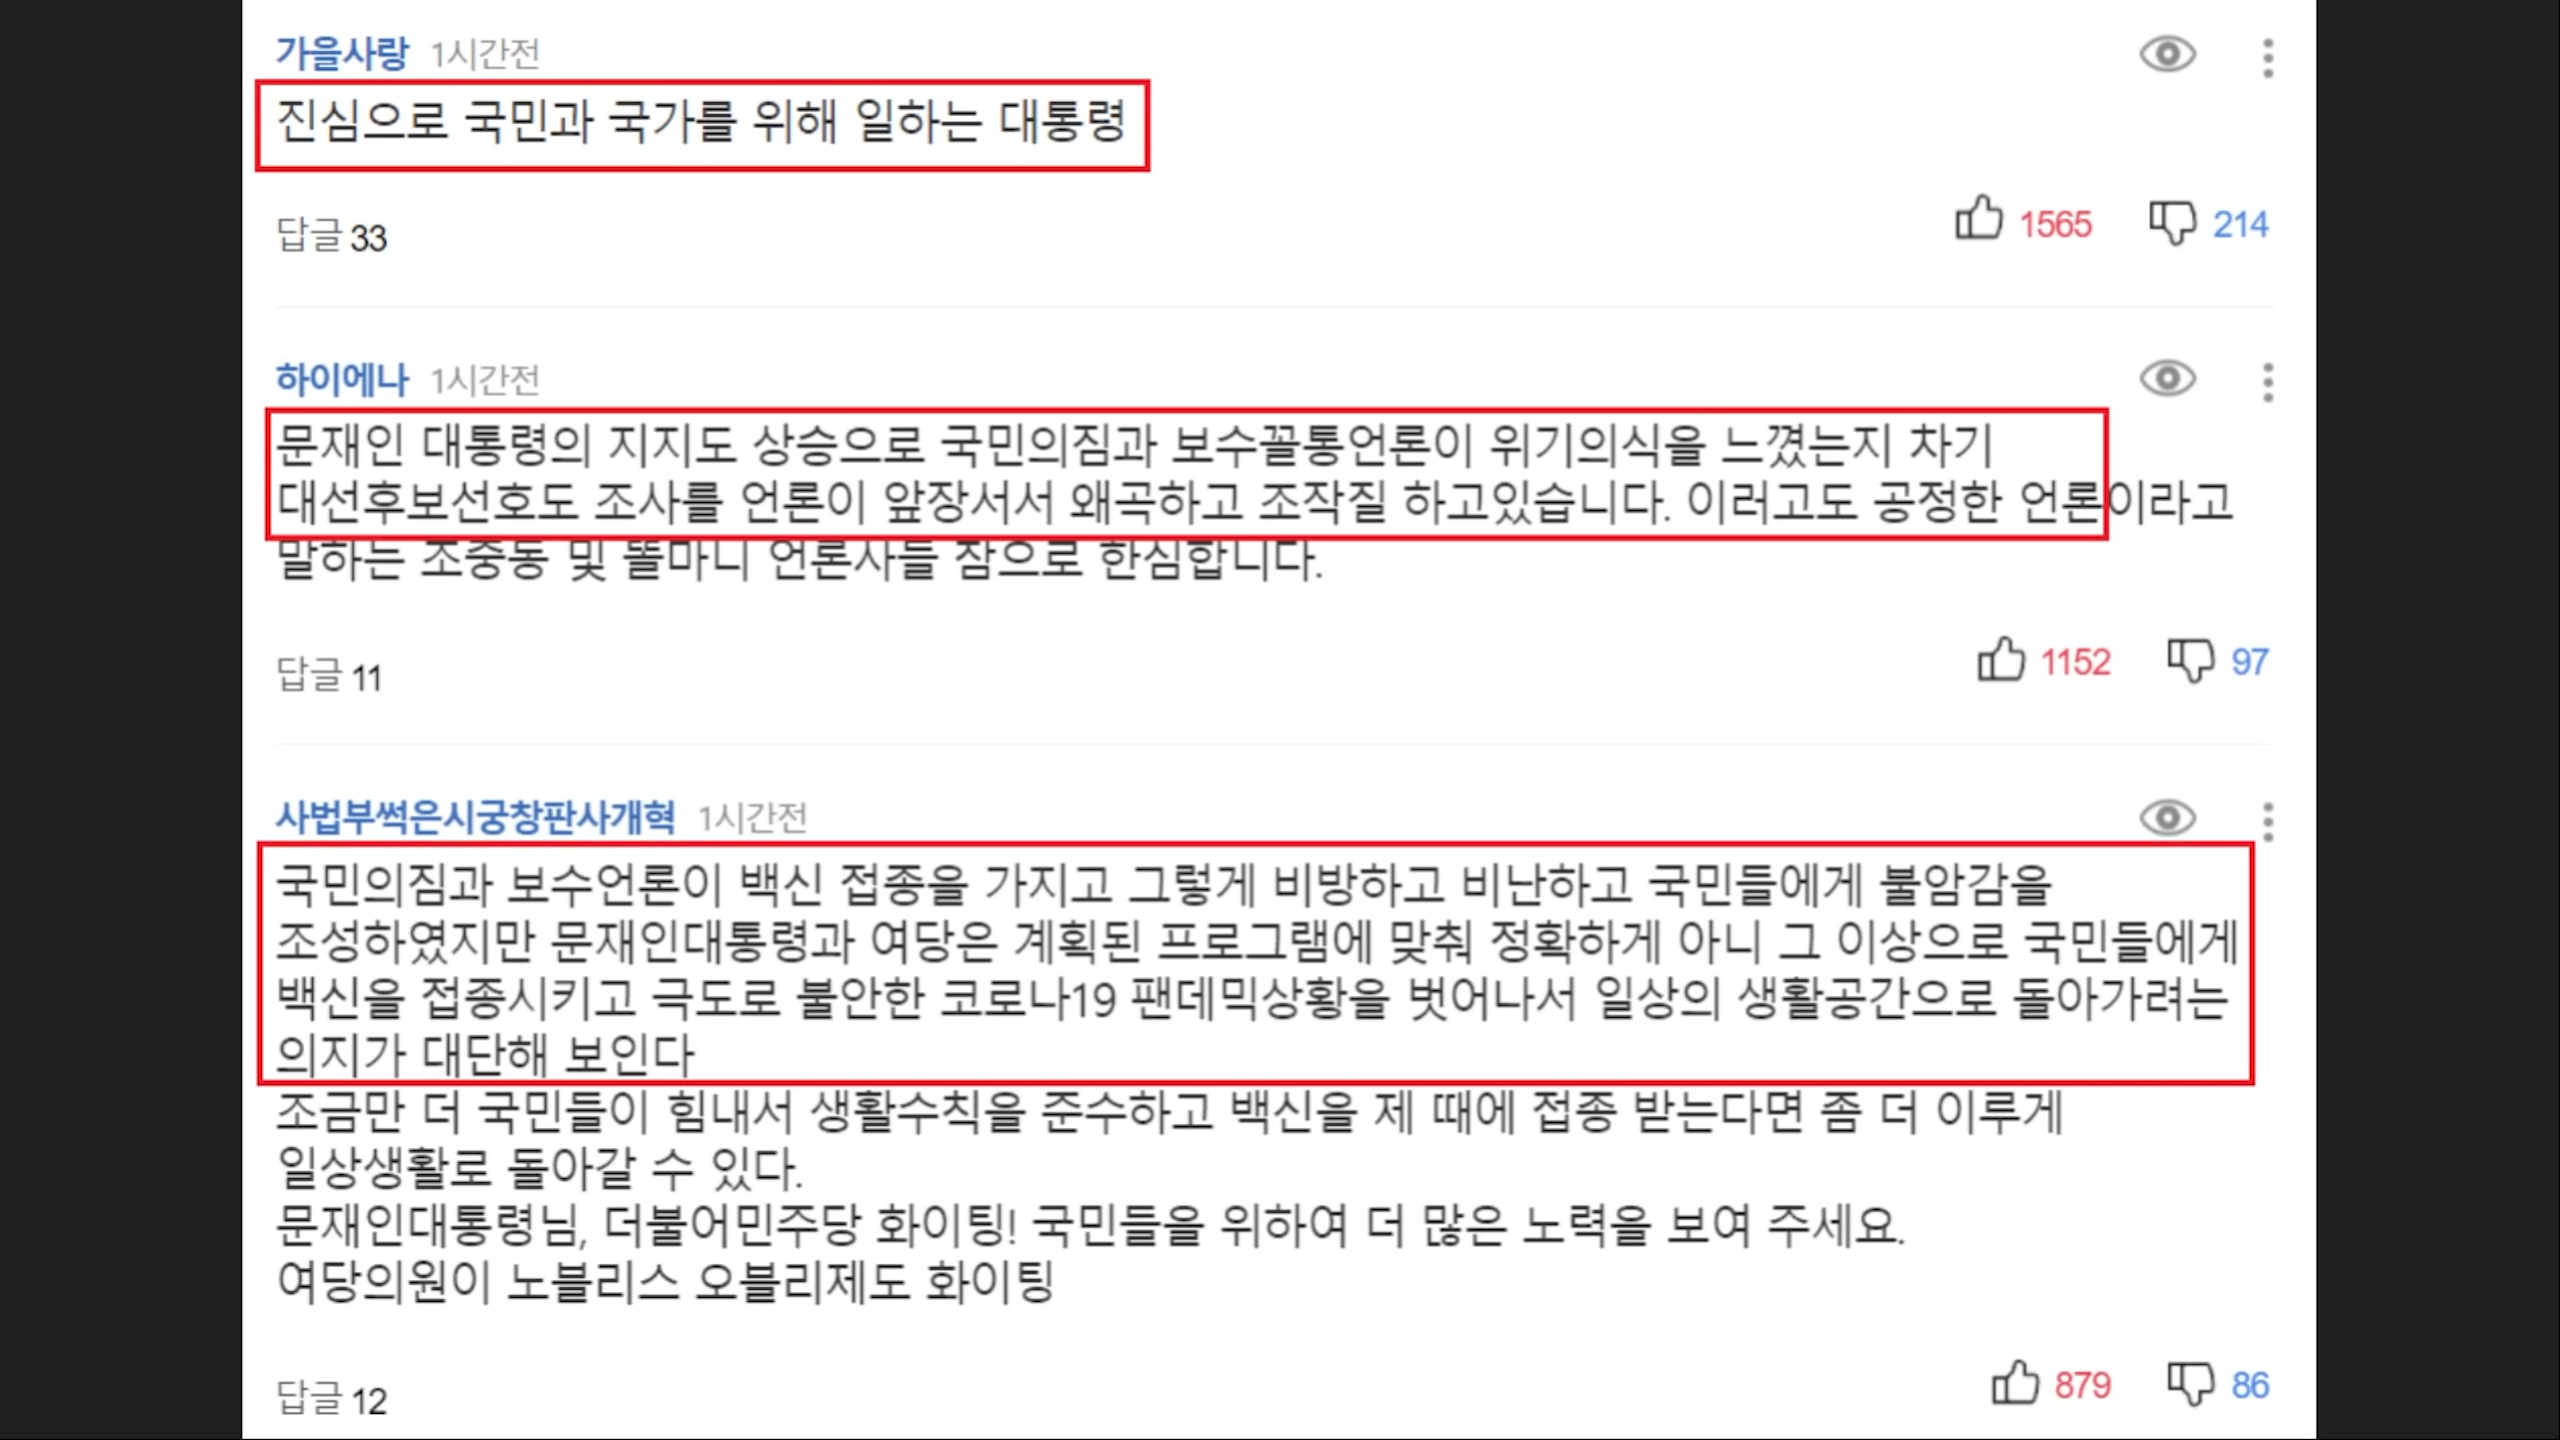 가을사랑 1시간전
진심으로 국민과 국가를 위해 일하는 대통령
답글 33
1565 214
하이에나 1시간전
문재인 대통령의 지지도 상승으로 국민의짐과 보수꼴통언론이 위기의식을 느꼈는지 차기
대선후보선호도 조사를 언론이 앞장서서 왜곡하고 조작질 하고있습니다. 이러고도 공정한 언론이라고
말하는 조중동 및 똘마니 언론사들 참으로 한심합니다.
답글 11
1152 97
사법부썩은시궁창판사개혁 1시간전
국민의짐과 보수언론이 백신 접종을 가지고 그렇게 비방하고 비난하고 국민들에게 불암감을
조성하였지만 문재인대통령과 여당은 계획된 프로그램에 맞춰 정확하게 아니 그 이상으로 국민들에게
백신을 접종시키고 극도로 불안한 코로나19 팬데믹상황을 벗어나서 일상의 생활공간으로 돌아가려는
의지가 대단해 보인다
조금만 더 국민들이 힘내서 생활수칙을 준수하고 백신을 제 때에 접종 받는다면 좀 더 이루게
일상생활로 돌아갈 수 있다.
문재인대통령님, 더불어민주당 화이팅! 국민들을 위하여 더 많은 노력을 보여 주세요.
여당의원이 노블리스 오블리제도 화이팅
답글 12
879 86